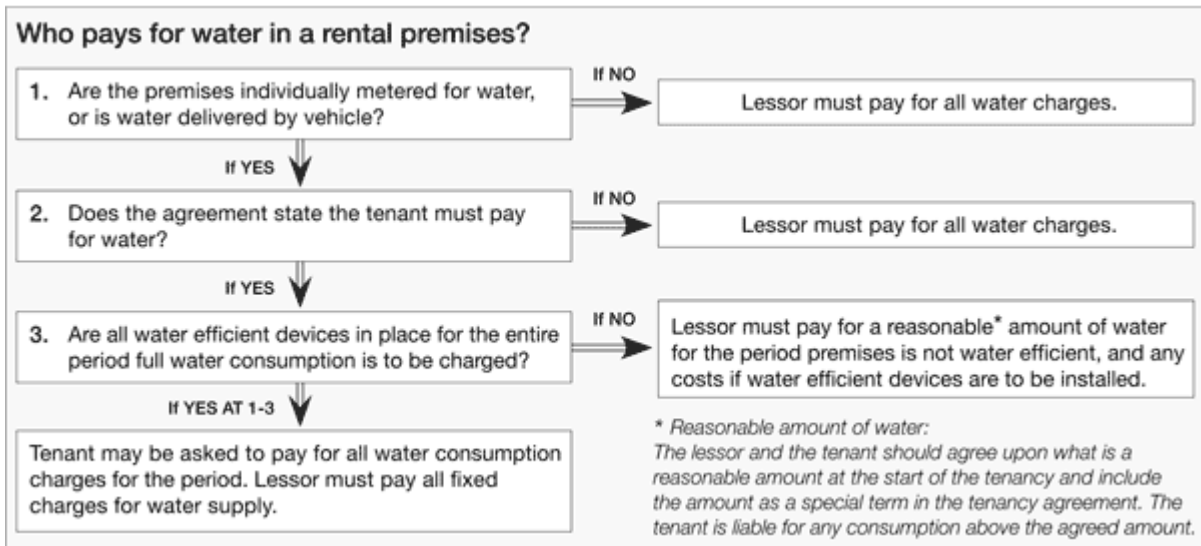 Who pays for water in a rental premises?
1. Are the premises individually metered for water,
or is water delivered by vehicle?
If NO
Lessor must pay for all water charges.
If YES
2. Does the agreement state the tenant must pay
for water?
If NO
Lessor must pay for all water charges.
If YES
3. Are all water efficient devices in place for the entire
period full water consumption is to be charged?
If NO
Lessor must pay for a reasonable* amount of water
for the period premises is not water efficient, and any
costs if water efficient devices are to be installed.
If YES AT 1-3
Tenant may be asked to pay for all water consumption
charges for the period. Lessor must pay all fixed
charges for water supply.
* Reasonable amount of water:
The lessor and the tenant should agree upon what is a
reasonable amount at the start of the tenancy and include
the amount as a special term in the tenancy agreement. The
tenant is liable for any consumption above the agreed amount.